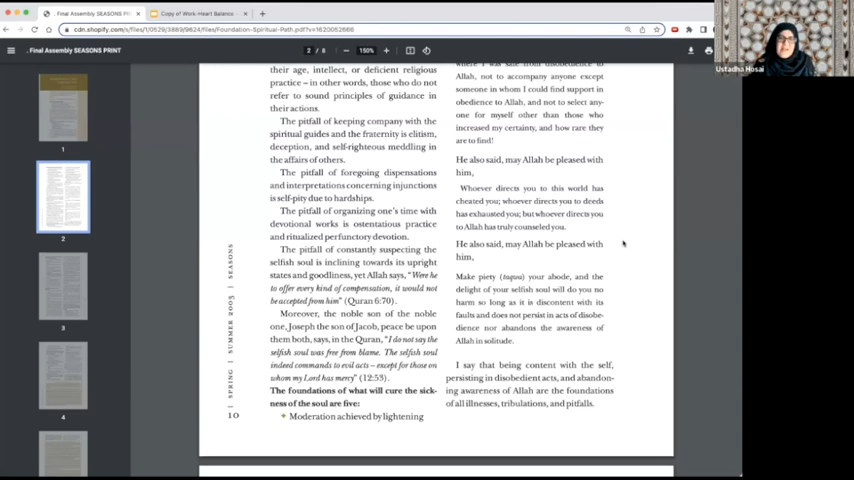 . Final Assembly SEASONS PRINT
Copy of Work-Heart Balance
cdn.shopify.com/s/files/1/0529/3889/9624/files/Foundation-Spiritual-Path.pdf?v=1620052666
. Final Assembly SEASONS PRINT
2 / 8
150%
Ustadha Hosai
1
2
3
4
their age, intellect, or deficient religious
practice – in other words, those who do not
refer to sound principles of guidance in
their actions.
The pitfall of keeping company with the
spiritual guides and the fraternity is elitism,
deception, and self-righteous meddling in
the affairs of others.
The pitfall of foregoing dispensations
and interpretations concerning injunctions
is self-pity due to hardships.
The pitfall of organizing one's time with
devotional works is ostentatious practice
and ritualized perfunctory devotion.
The pitfall of constantly suspecting the
selfish soul is inclining towards its upright
states and goodliness, yet Allah says, “Were he
to offer every kind of compensation, it would not
be accepted from him” (Quran 6:70).
Moreover, the noble son of the noble
one, Joseph the son of Jacob, peace be upon
them both, says, in the Quran, “I do not say the
selfish soul was free from blame. The selfish soul
indeed commands to evil acts – except for those on
whom my Lord has mercy” (12:53).
The foundations of what will cure the sick-
ness of the soul are five:
Moderation achieved by lightening
10 | SPRING | SUMMER 2005 | SEASONS
where I was safe from disobedience to
Allah, not to accompany anyone except
someone in whom I could find support in
obedience to Allah, and not to select any-
one for myself other than those who
increased my certainty, and how rare they
are to find!
He also said, may Allah be pleased with
him,
Whoever directs you to this world has
cheated you; whoever directs you to deeds
has exhausted you; but whoever directs you
to Allah has truly counseled you.
He also said, may Allah be pleased with
him,
Make piety (taqwa) your abode, and the
delight of your selfish soul will do you no
harm so long as it is discontent with its
faults and does not persist in acts of disobe-
dience nor abandons the awareness of
Allah in solitude.
I say that being content with the self,
persisting in disobedient acts, and abandon-
ing awareness of Allah are the foundations
of all illnesses, tribulations, and pitfalls.